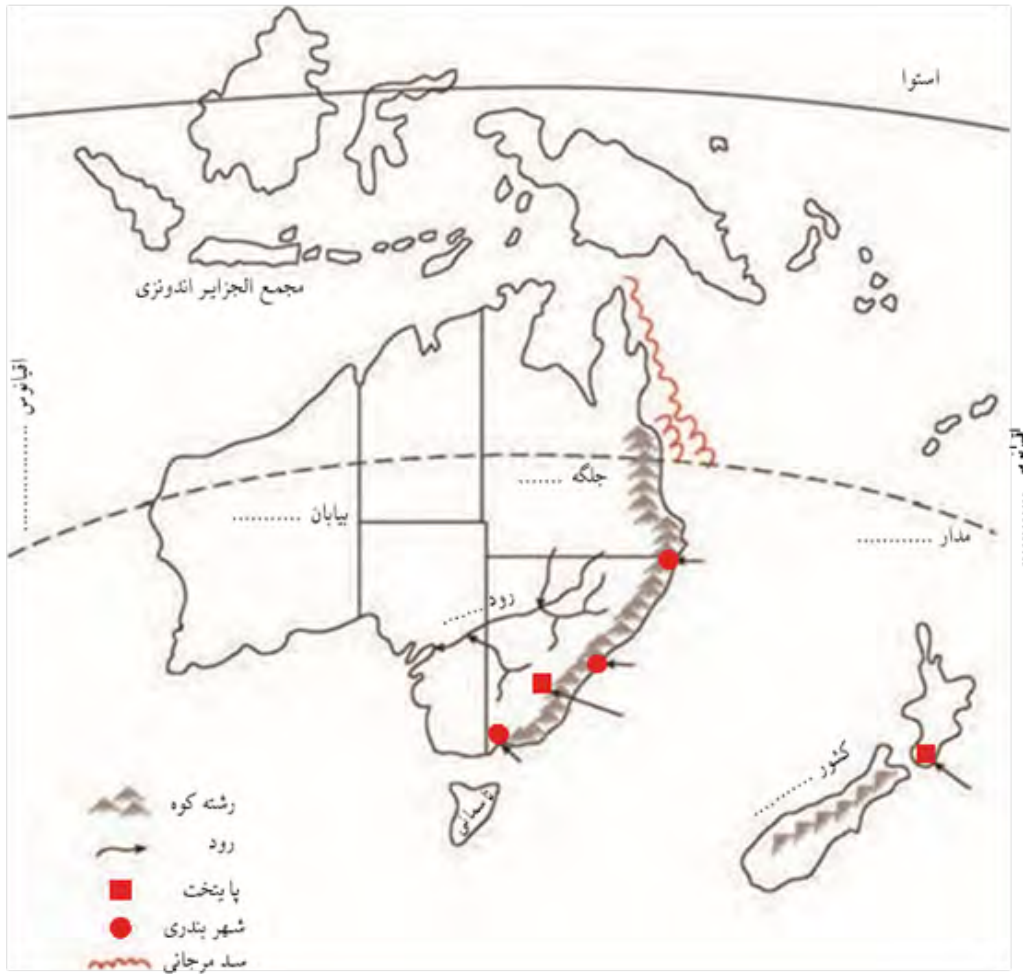 استوا
مجمع الجزایر اندونزی
اقیانوس ..............
جلگه .......
بیابان ..........
مدار ...........
رود .......
کشور ..........
تاسمانی
رشته کوه
رود
پایتخت
شهر بندری
سد مرجانی